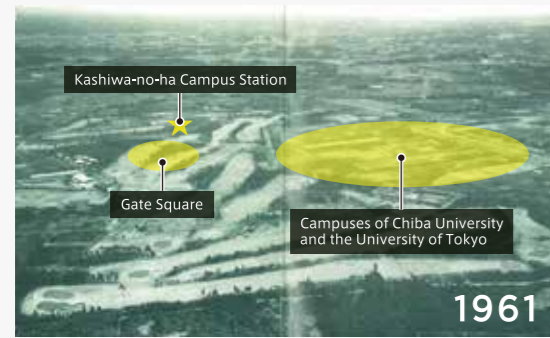 Kashiwa-no-ha Campus Station
Gate Square
Campuses of Chiba University
and the University of Tokyo
1961